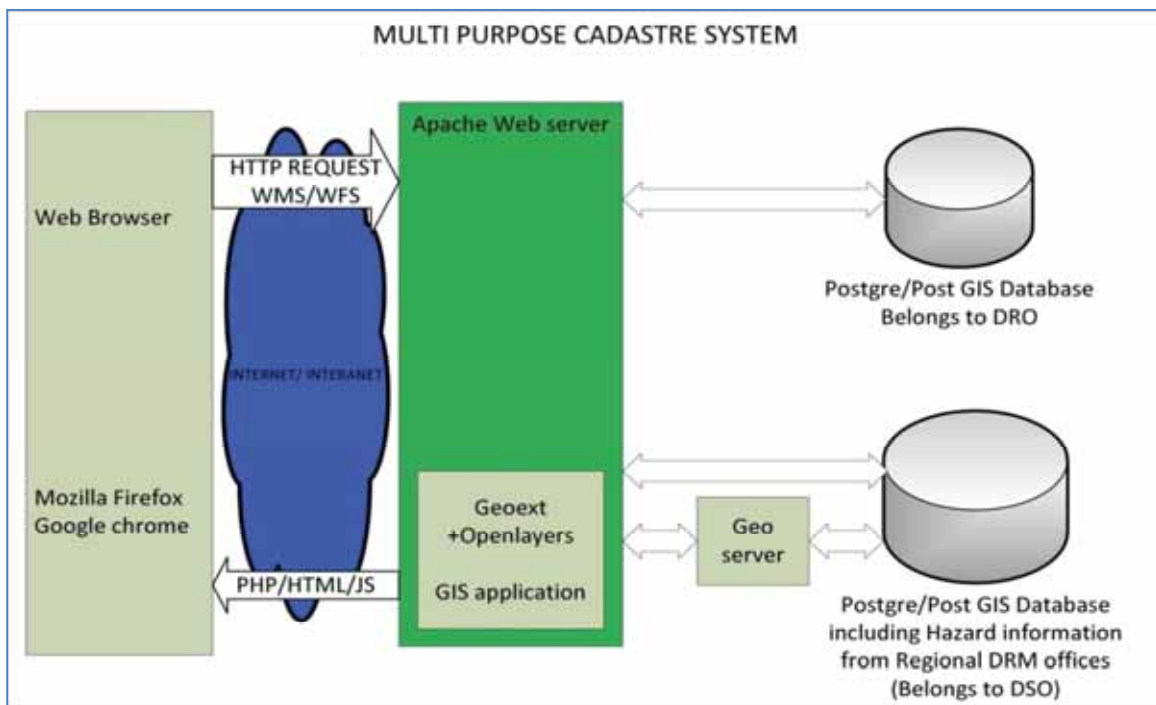 MULTI PURPOSE CADASTRE SYSTEM
Web Browser
Mozilla Firefox
Google chrome
HTTP REQUEST
WMS/WFS
INTERNET/ INTERANET
PHP/HTML/JS
Apache Web server
Geoext
+Openlayers
GIS application
Geo
server
Postgre/Post GIS Database
Belongs to DRO
Postgre/Post GIS Database
including Hazard information
from Regional DRM offices
(Belongs to DSO)